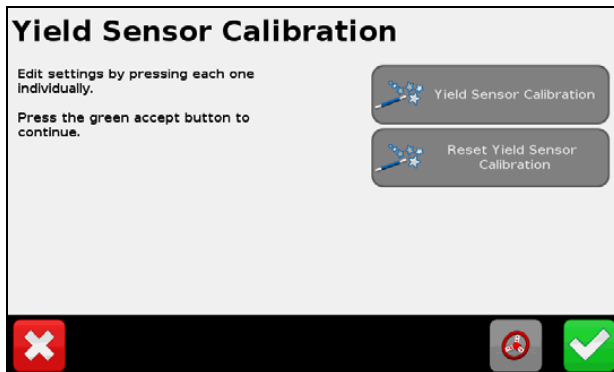 Yield Sensor Calibration
Edit settings by pressing each one
individually.
Press the green accept button to
continue.
Yield Sensor Calibration
Reset Yield Sensor
Calibration